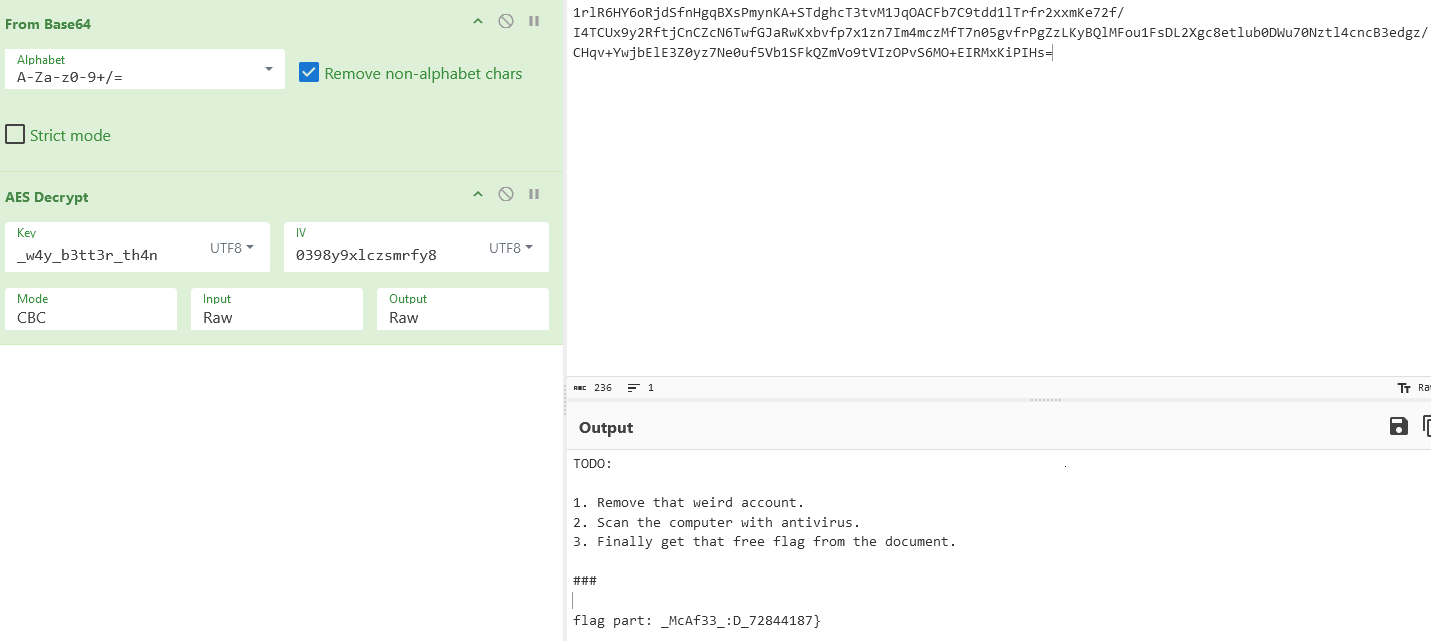 From Base64
Alphabet
A-Za-z0-9+/=
Remove non-alphabet chars
Strict mode
AES Decrypt
Key
_w4y_b3tt3r_th4n
UTF8
IV
0398y9xlczsmrfy8
UTF8
Mode
CBC
Input
Raw
Output
Raw
1rlR6HY6oRjdSfnHgqBXsPmynKA+STdghcT3tvM1JqOACFb7C9tdd1lTrfr2xxmKe72f/
I4TCUx9y2RftjCnCZcN6TwfGJaRwKxbvfp7x1zn7Im4mczMfT7n05gvfrPgZzLKyBQlMFou1FsDL2Xgc8etlub0DWu70Nztl4cncB3edgz/
CHqv+YwjbElE3Z0yz7Ne0uf5Vb1SFkQZmVo9tVIzOPvS6MO+EIRMxKiPIHs=
ABC 236 1
Tт Raw
Output
TODO:
1. Remove that weird account.
2. Scan the computer with antivirus.
3. Finally get that free flag from the document.
###
flag part: _McAf33_:D_72844187}